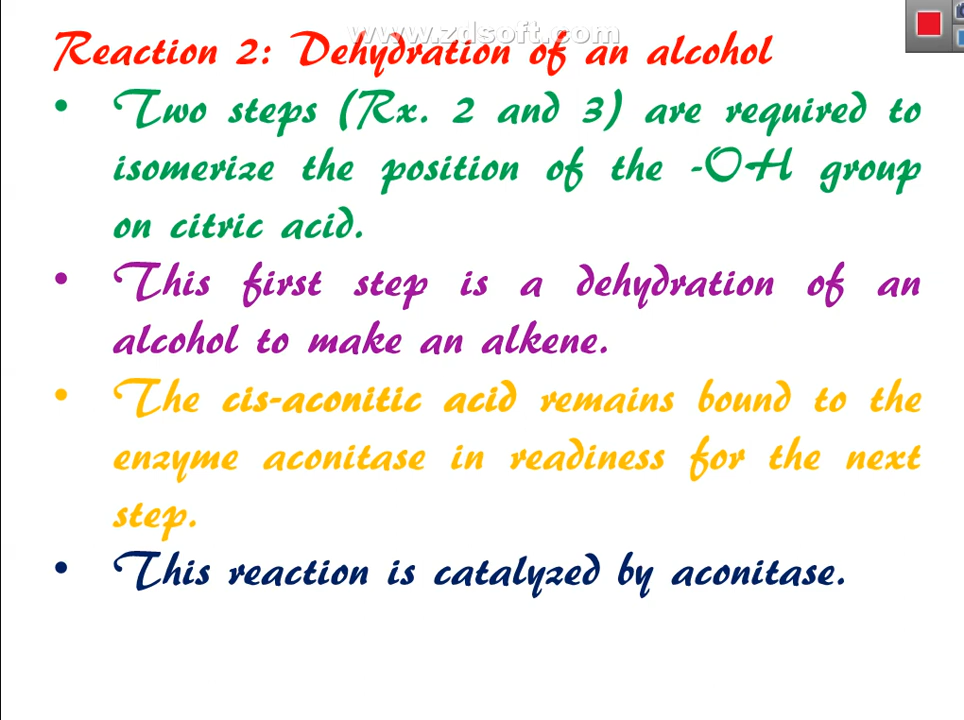 www.zdsoft.com
Reaction 2: Dehydration of an alcohol
• Two steps (Rx. 2 and 3) are required to
isomerize the position of the -OH group
on citric acid.
• This first step is a dehydration of an
alcohol to make an alkene.
• The cis-aconitic acid remains bound to the
enzyme aconitase in readiness for the next
step.
• This reaction is catalyzed by aconitase.